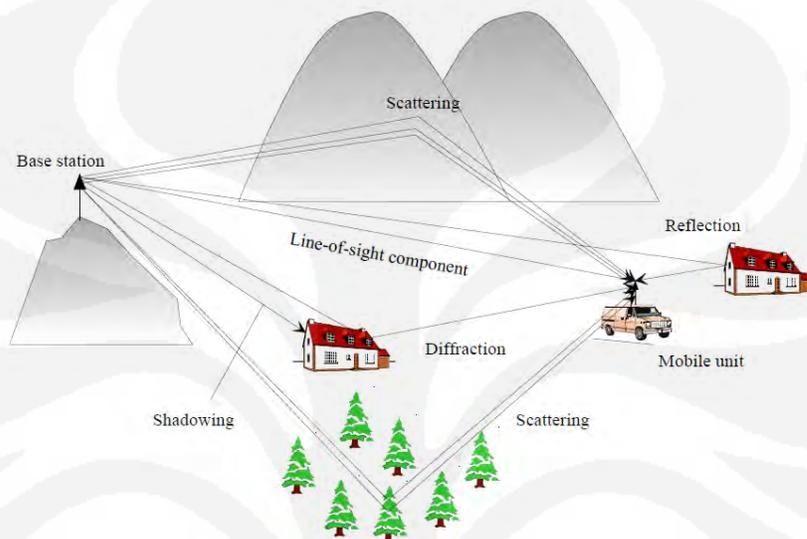 Scattering
Base station
Reflection
Line-of-sight component
Diffraction
Mobile unit
Shadowing
Scattering